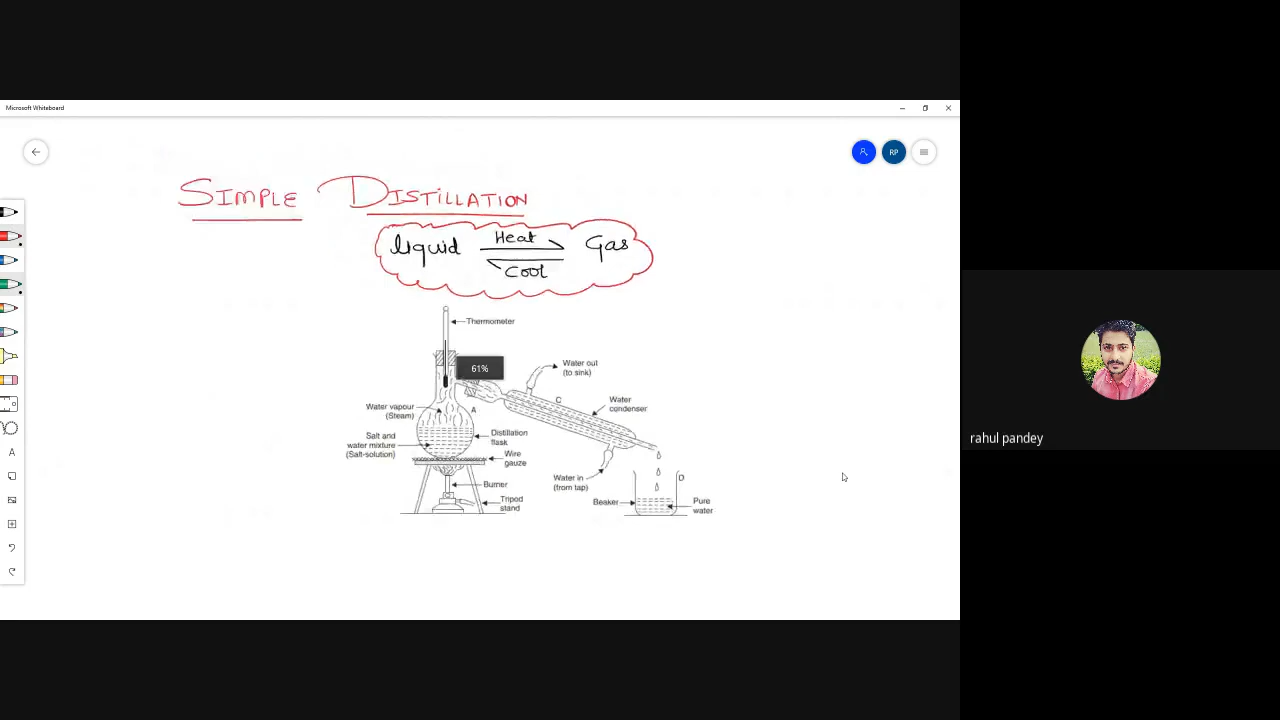 Microsoft Whiteboard
RP
SIMPLE DISTILLATION
liquid Heat Gas
Cool
Thermometer
61%
Water out
(to sink)
C
Water
condenser
Water vapour
(Steam)
A
Salt and
water mixture
(Salt-solution)
Distillation
flask
Wire
gauze
Water in
(from tap)
D
Burner
Tripod
stand
Beaker
Pure
water
A
rahul pandey